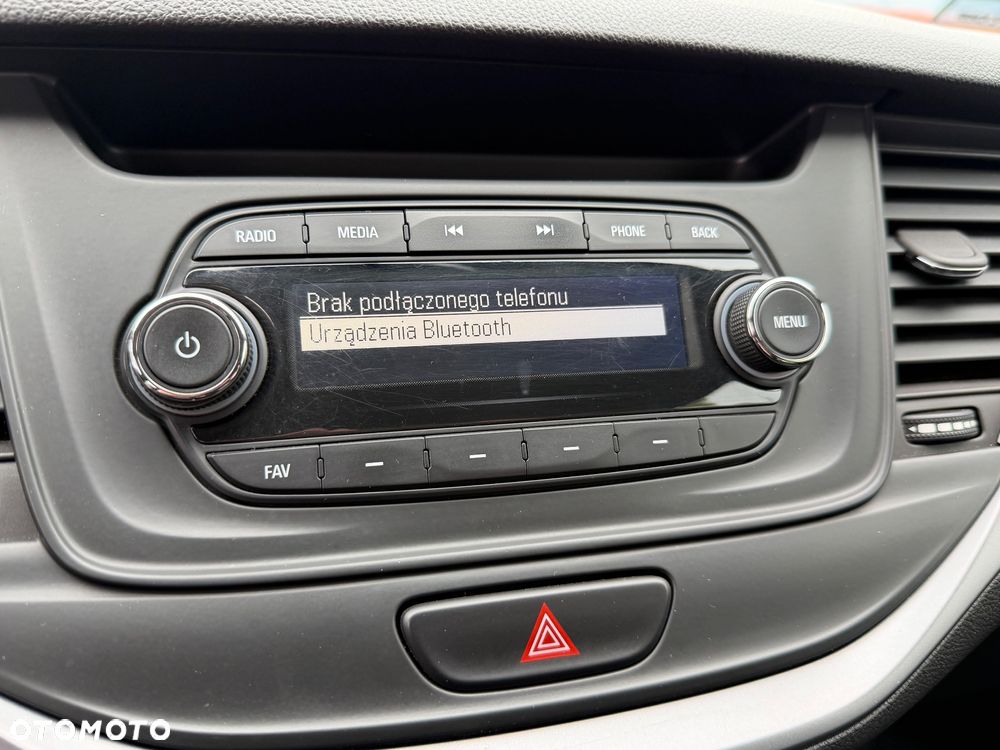 RADIO MEDIA PHONE BACK
Brak podłączonego telefonu
Urządzenia Bluetooth
MENU
FAV
OTOMOTO